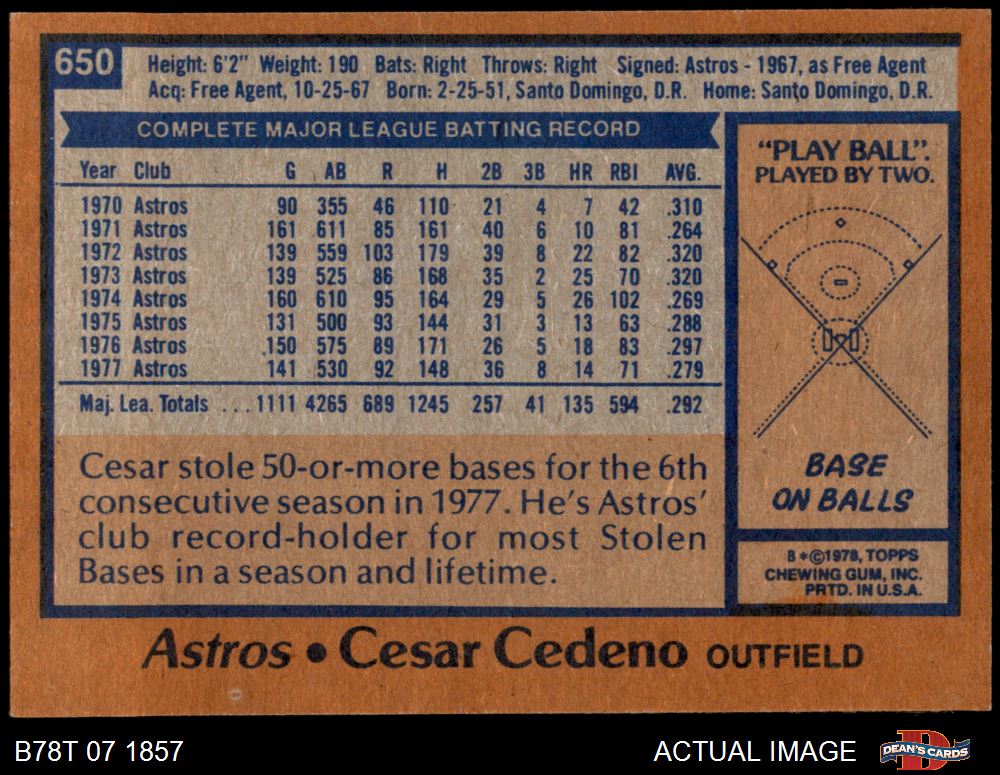 650
Height: 6'2" Weight: 190 Bats: Right Throws: Right Signed: Astros - 1967, as Free Agent
Acq: Free Agent, 10-25-67 Born: 2-25-51, Santo Domingo, D.R. Home: Santo Domingo, D.R.
COMPLETE MAJOR LEAGUE BATTING RECORD
Year Club G AB R H 2B 3B HR RBI AVG.
1970 Astros 90 355 46 110 21 4 7 42 .310
1971 Astros 161 611 85 161 40 6 10 81 .264
1972 Astros 139 559 103 179 39 8 22 82 .320
1973 Astros 139 525 86 168 35 2 25 70 .320
1974 Astros 160 610 95 164 29 5 26 102 .269
1975 Astros 131 500 93 144 31 3 13 63 .288
1976 Astros 150 575 89 171 26 5 18 83 .297
1977 Astros 141 530 92 148 36 8 14 71 .279
Maj. Lea. Totals ... 1111 4265 689 1245 257 41 135 594 .292
Cesar stole 50-or-more bases for the 6th
consecutive season in 1977. He's Astros'
club record-holder for most Stolen
Bases in a season and lifetime.
"PLAY BALL".
PLAYED BY TWO.
BASE
ON BALLS
8 *©1978, TOPPS
CHEWING GUM, INC.
PRTD. IN U.S.A.
Astros • Cesar Cedeno OUTFIELD
B78T 07 1857
ACTUAL IMAGE
D
DEAN'S CARDS